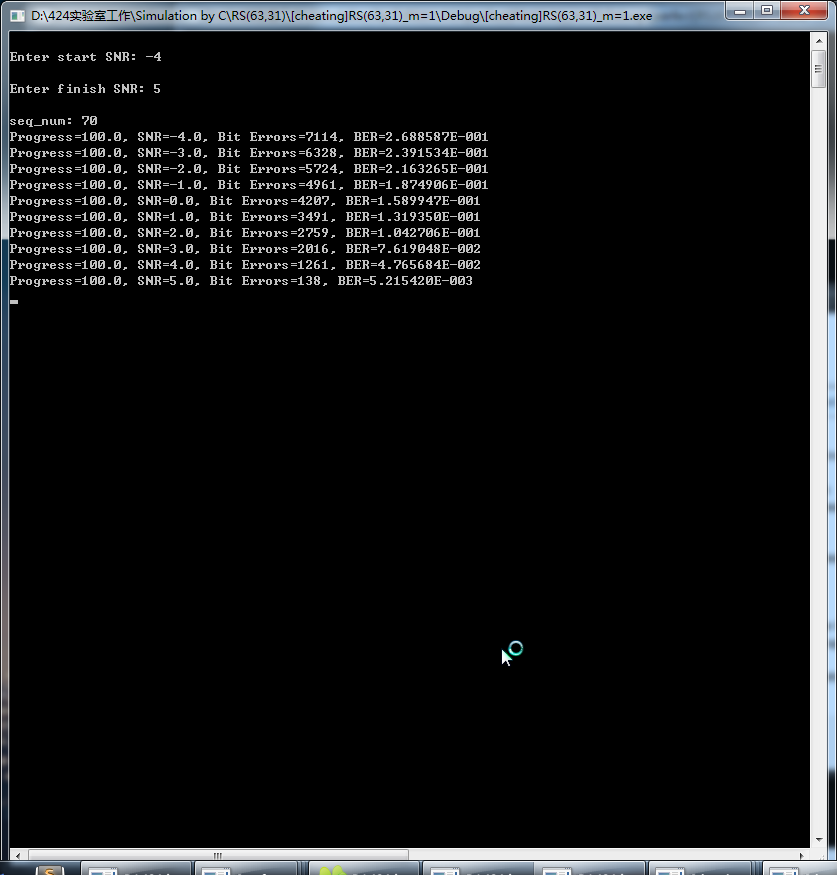 D:\424实验室工作\Simulation by C\RS(63,31)\[cheating]RS(63,31)_m=1\Debug\[cheating]RS(63,31)_m=1.exe
Enter start SNR: -4
Enter finish SNR: 5
seq_num: 70
Progress=100.0, SNR=-4.0, Bit Errors=7114, BER=2.688587E-001
Progress=100.0, SNR=-3.0, Bit Errors=6328, BER=2.391534E-001
Progress=100.0, SNR=-2.0, Bit Errors=5724, BER=2.163265E-001
Progress=100.0, SNR=-1.0, Bit Errors=4961, BER=1.874906E-001
Progress=100.0, SNR=0.0, Bit Errors=4207, BER=1.589947E-001
Progress=100.0, SNR=1.0, Bit Errors=3491, BER=1.319350E-001
Progress=100.0, SNR=2.0, Bit Errors=2759, BER=1.042706E-001
Progress=100.0, SNR=3.0, Bit Errors=2016, BER=7.619048E-002
Progress=100.0, SNR=4.0, Bit Errors=1261, BER=4.765684E-002
Progress=100.0, SNR=5.0, Bit Errors=138, BER=5.215420E-003